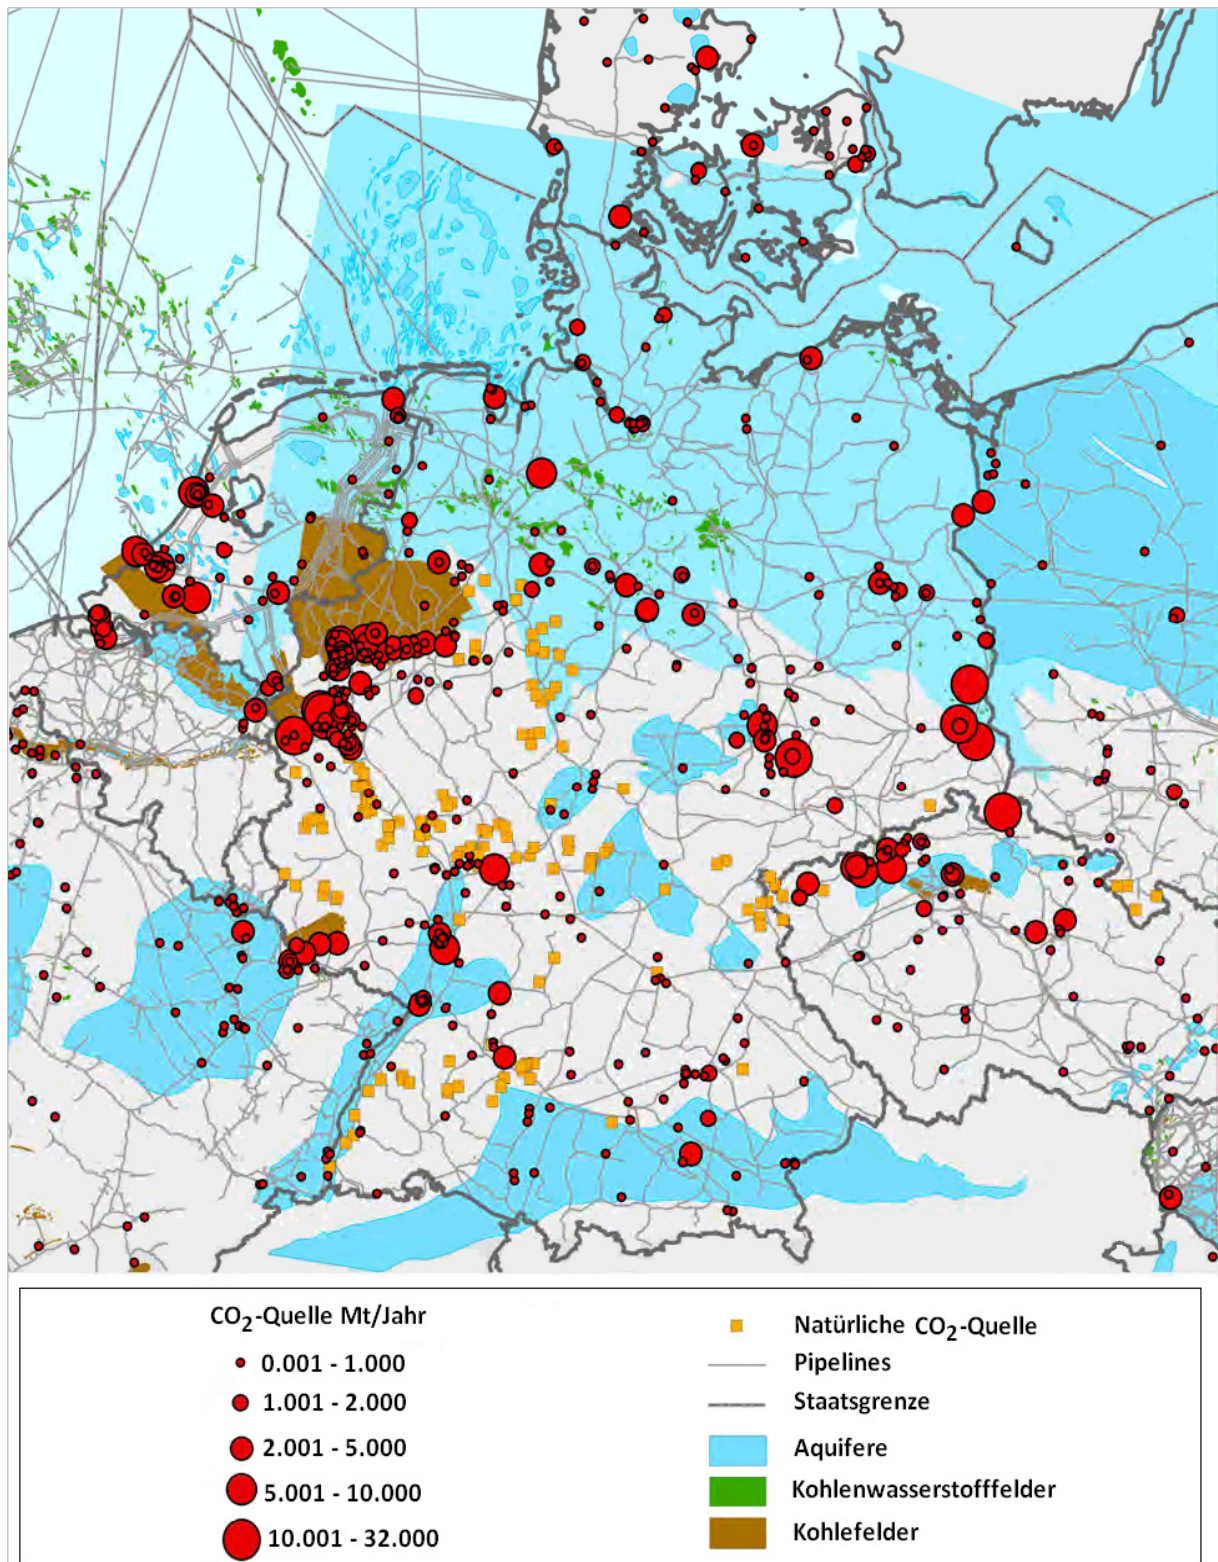 CO2-Quelle Mt/Jahr
0.001 - 1.000
1.001 - 2.000
2.001 - 5.000
5.001 - 10.000
10.001 - 32.000
Natürliche CO2-Quelle
Pipelines
Staatsgrenze
Aquifere
Kohlenwasserstofffelder
Kohlefelder